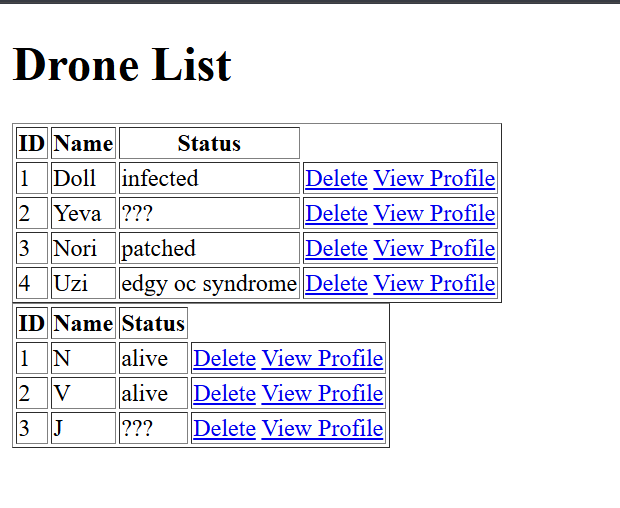 Drone List
ID Name Status
1 Doll infected Delete View Profile
2 Yeva ??? Delete View Profile
3 Nori patched Delete View Profile
4 Uzi edgy oc syndrome Delete View Profile
ID Name Status
1 N alive Delete View Profile
2 V alive Delete View Profile
3 J ??? Delete View Profile